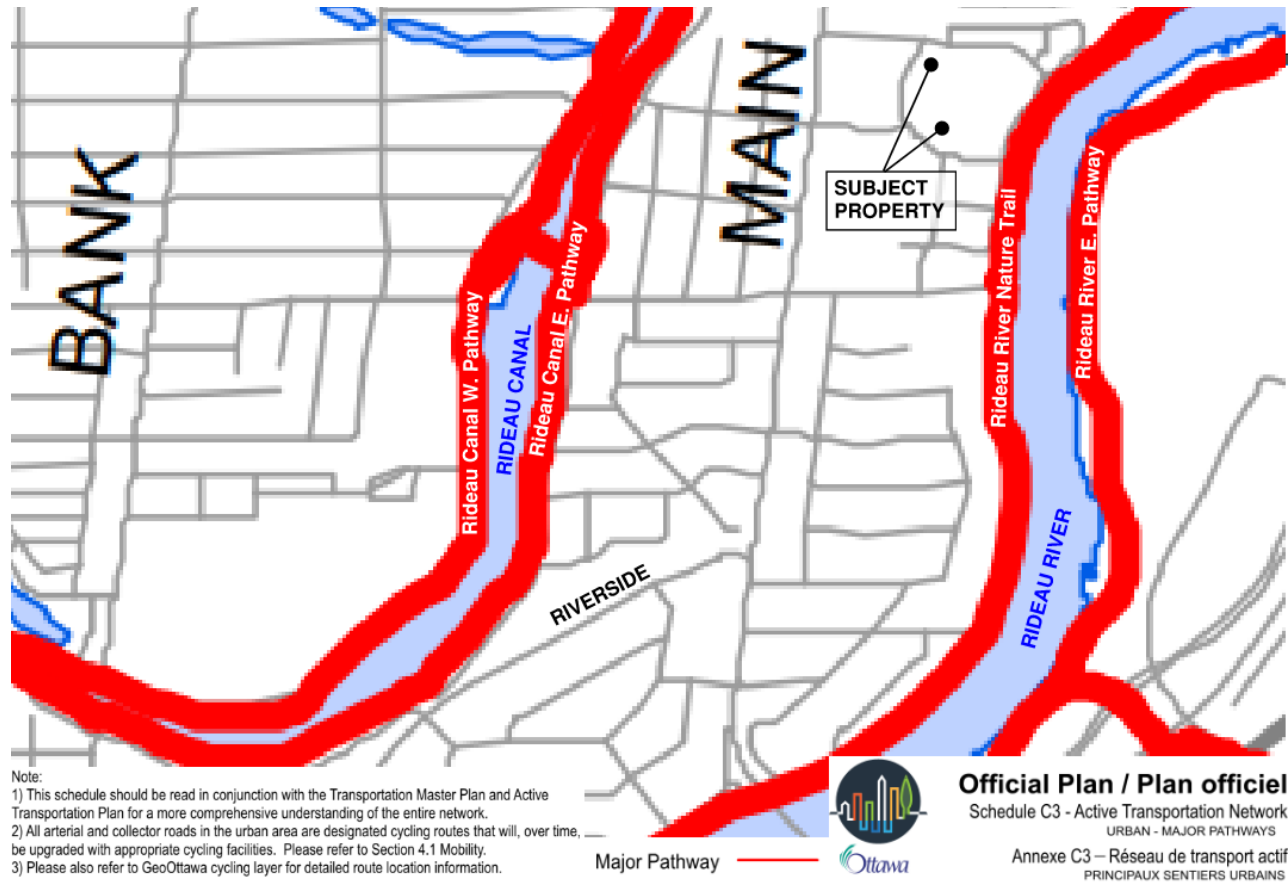 BANK
MAIN
SUBJECT
PROPERTY
Rideau Canal W. Pathway
RIDEAU CANAL
Rideau Canal E. Pathway
Rideau River Nature Trail
Rideau River E. Pathway
RIDEAU RIVER
RIVERSIDE
Note:
1) This schedule should be read in conjunction with the Transportation Master Plan and Active
Transportation Plan for a more comprehensive understanding of the entire network.
2) All arterial and collector roads in the urban area are designated cycling routes that will, over time,
be upgraded with appropriate cycling facilities. Please refer to Section 4.1 Mobility.
3) Please also refer to GeoOttawa cycling layer for detailed route location information.
Major Pathway
Ottawa
Official Plan / Plan officiel
Schedule C3 - Active Transportation Network
URBAN - MAJOR PATHWAYS
Annexe C3 – Réseau de transport actif
PRINCIPAUX SENTIERS URBAINS